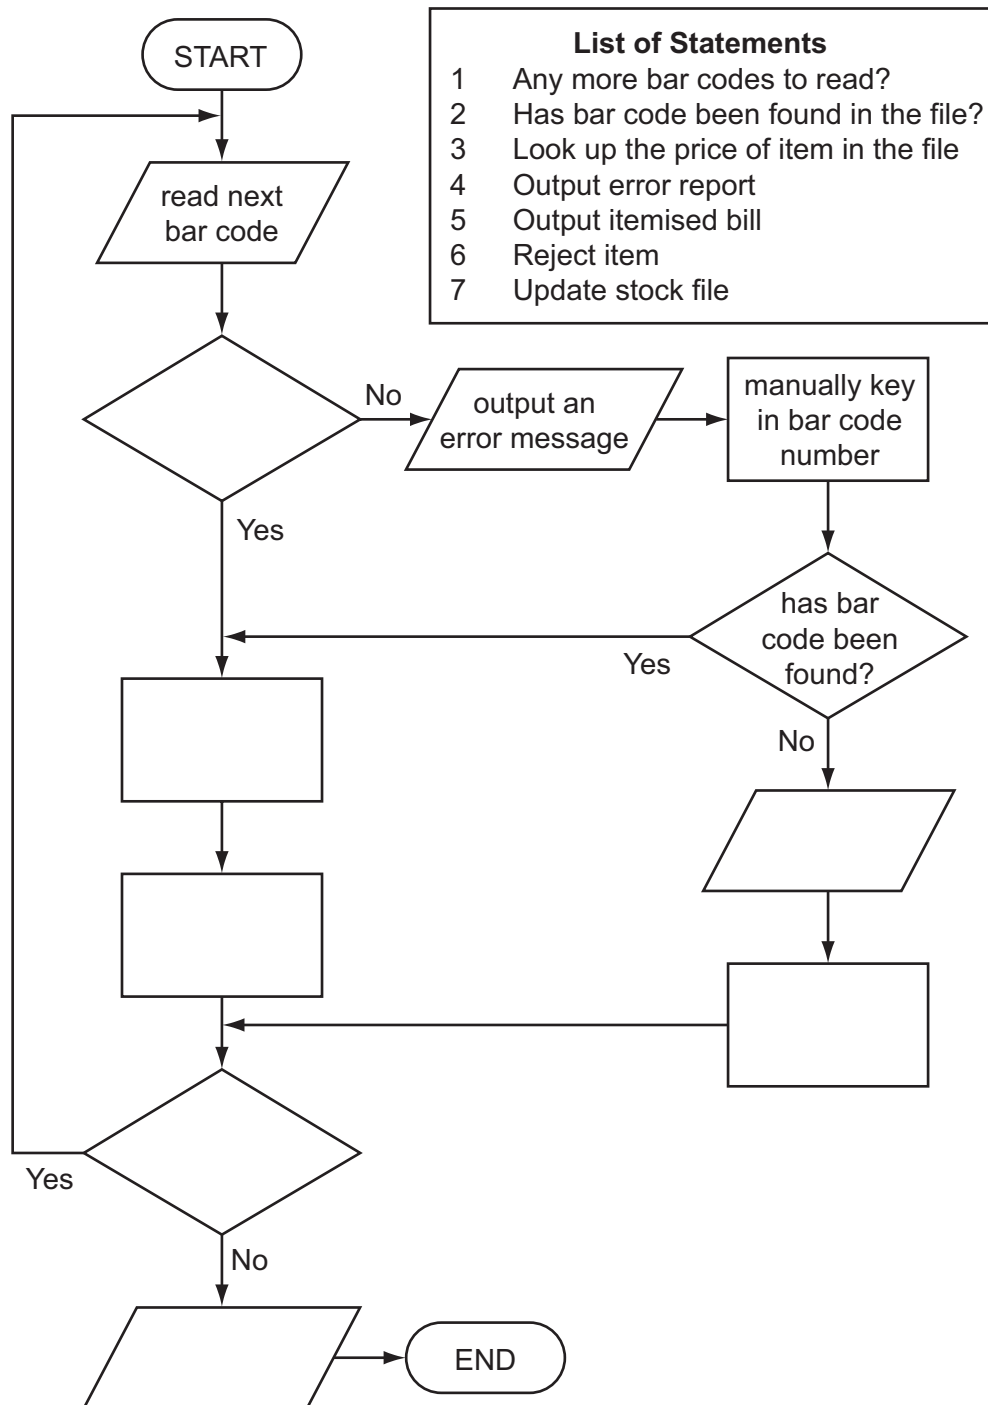 START
List of Statements
1 Any more bar codes to read?
2 Has bar code been found in the file?
3 Look up the price of item in the file
4 Output error report
5 Output itemised bill
6 Reject item
7 Update stock file
read next
bar code
No
output an
error message
manually key
in bar code
number
Yes
has bar
code been
found?
Yes
No
Yes
No
END